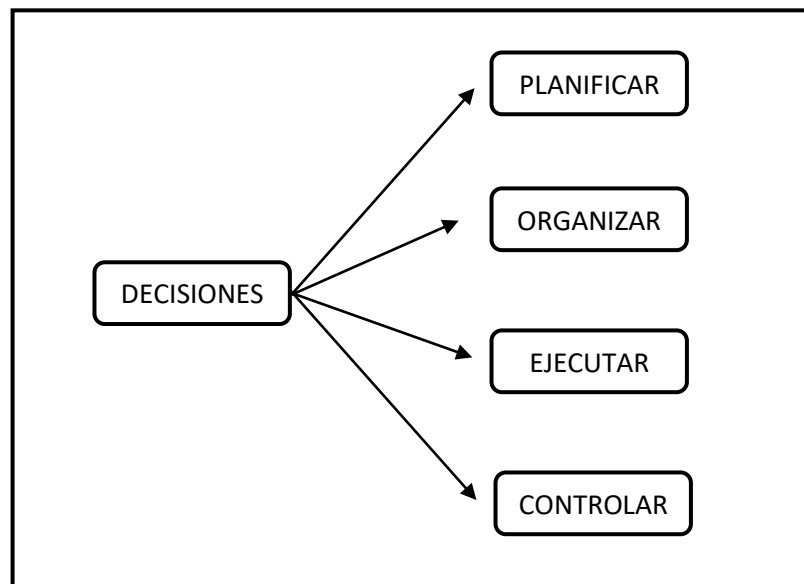 PLANIFICAR
ORGANIZAR
DECISIONES
EJECUTAR
CONTROLAR